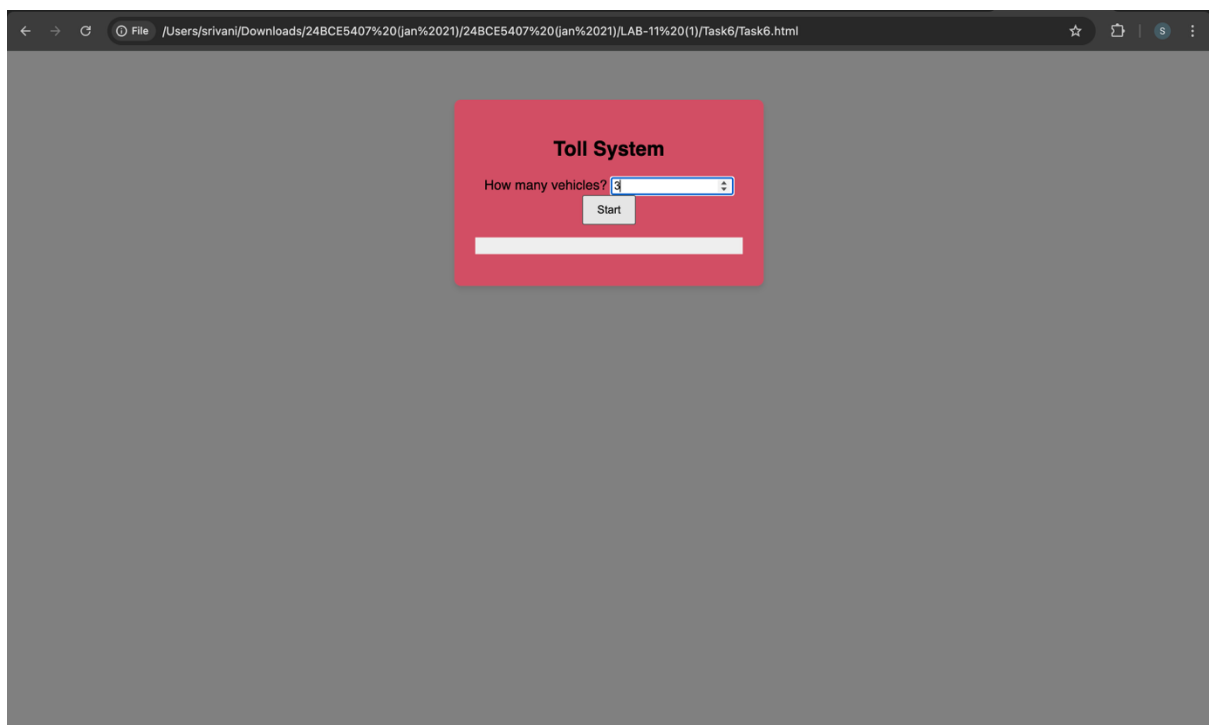 File /Users/srivani/Downloads/24BCE5407%20(jan%2021)/24BCE5407%20(jan%2021)/LAB-11%20(1)/Task6/Task6.html
S
Toll System
How many vehicles? 3
Start